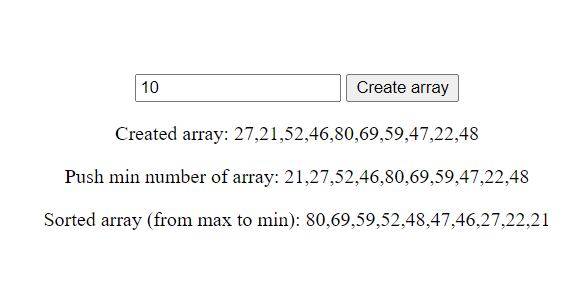 10 Create array
Created array: 27,21,52,46,80,69,59,47,22,48
Push min number of array: 21,27,52,46,80,69,59,47,22,48
Sorted array (from max to min): 80,69,59,52,48,47,46,27,22,21